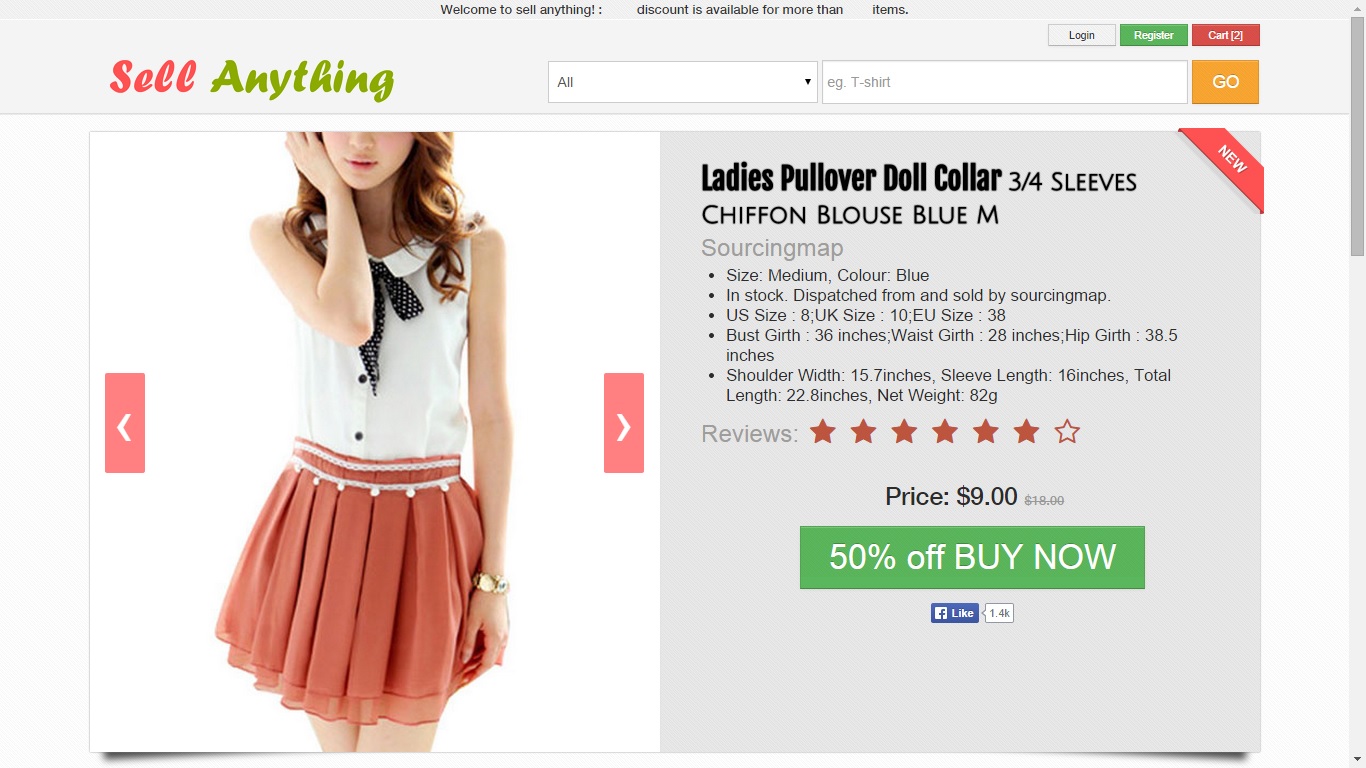 Welcome to sell anything! : discount is available for more than items.
Login Register Cart [2]
Sell Anything
All eg. T-shirt GO
NEW
Ladies Pullover Doll Collar 3/4 Sleeves
Chiffon Blouse Blue M
Sourcingmap
Size: Medium, Colour: Blue
In stock. Dispatched from and sold by sourcingmap.
US Size : 8;UK Size : 10;EU Size : 38
Bust Girth : 36 inches;Waist Girth : 28 inches;Hip Girth : 38.5
inches
Shoulder Width: 15.7inches, Sleeve Length: 16inches, Total
Length: 22.8inches, Net Weight: 82g
Reviews:
Price: $9.00 $18.00
50% off BUY NOW
Like 1.4k